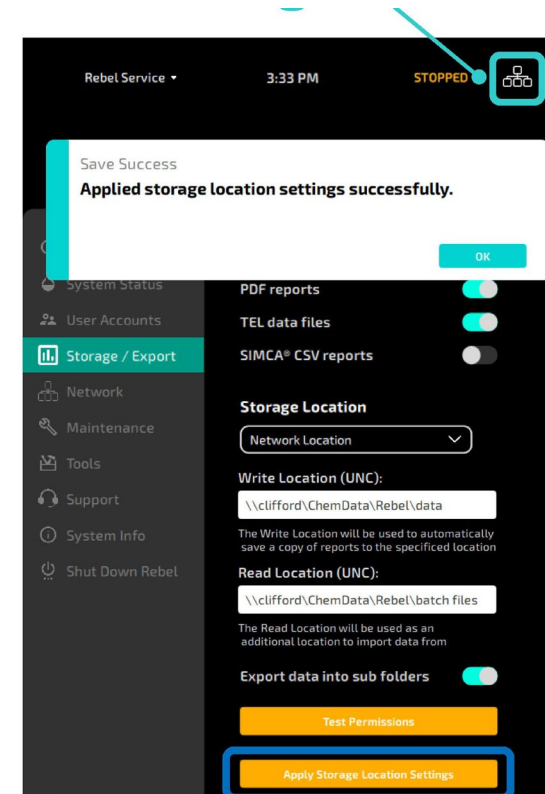 Rebel Service
3:33 PM
STOPPED
Save Success
Applied storage location settings successfully.
OK
System Status
PDF reports
User Accounts
TEL data files
Storage / Export
SIMCA® CSV reports
Network
Storage Location
Maintenance
Network Location
Tools
Write Location (UNC):
Support
\\clifford\ChemData\Rebel\data
System Info
The Write Location will be used to automatically
save a copy of reports to the specificed location
Shut Down Rebel
Read Location (UNC):
\\clifford\ChemData\Rebel\batch files
The Read Location will be used as an
additional location to import data from
Export data into sub folders
Test Permissions
Apply Storage Location Settings